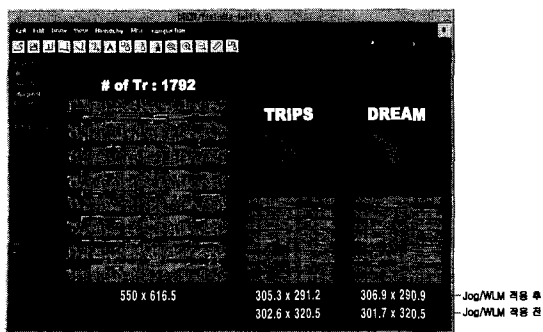 # of Tr : 1792
TRIPS
DREAM
550 x 616.5
305.3 x 291.2
306.9 x 290.9
Jog/WLM 적용 후
302.6 x 320.5
301.7 x 320.5
Jog/WLM 적용 전